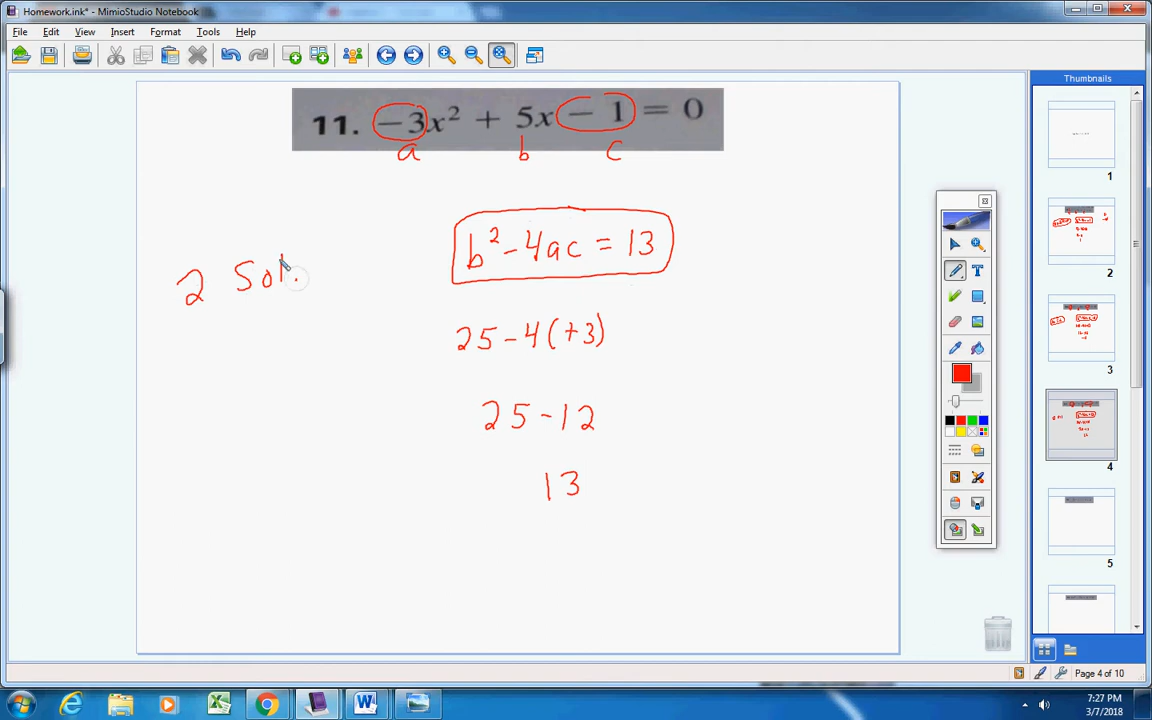 Homework.ink* - MimioStudio Notebook
File Edit View Insert Format Tools Help
11. −3x² + 5x − 1 = 0
a b c
b² - 4ac = 13
2 Sol.
25 - 4(+3)
25 - 12
13
Thumbnails
1
2
3
4
5
T
Page 4 of 10
7:27 PM
3/7/2018